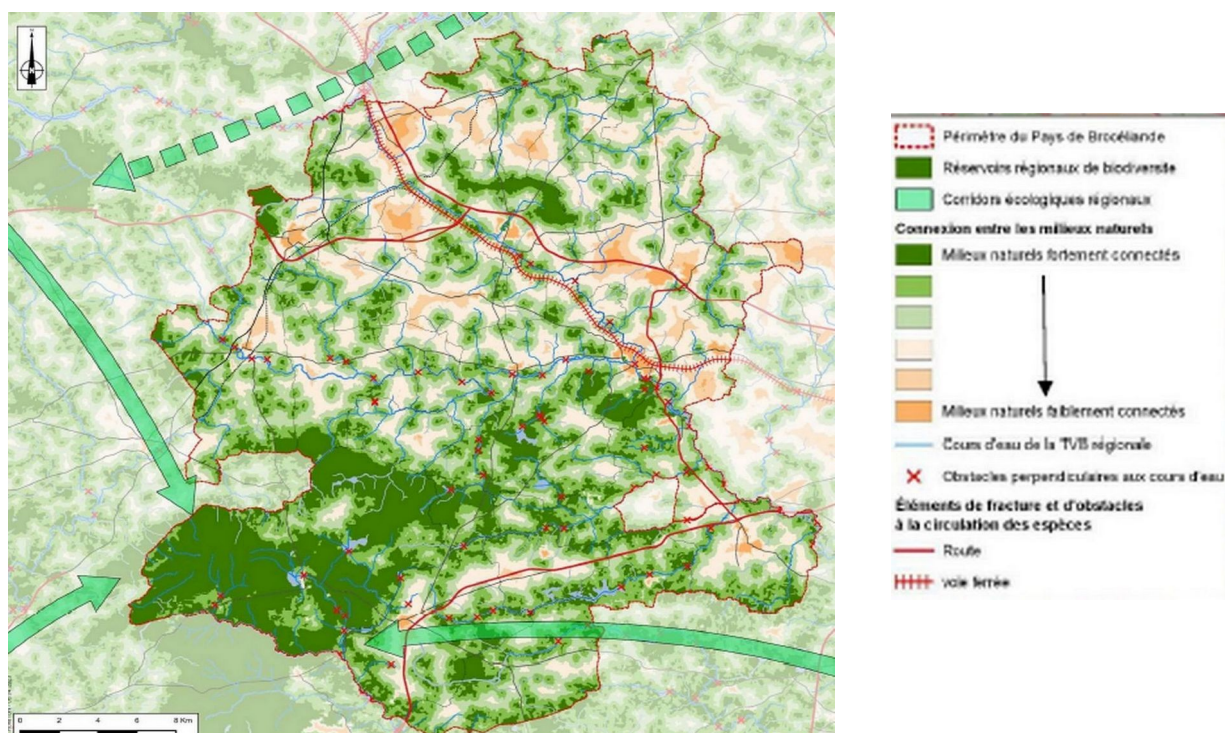 0 2 4 6 8 Km
Périmètre du Pays de Brocéliande
Réservoirs régionaux de biodiversité
Corridors écologiques régionaux
Connexion entre les milieux naturels
Milieux naturels fortement connectés
Milieux naturels faiblement connectés
Cours d'eau de la TVB régionale
Obstacles perpendiculaires aux cours d'eau
Éléments de fracture et d'obstacles
à la circulation des espèces
Route
voie ferrée